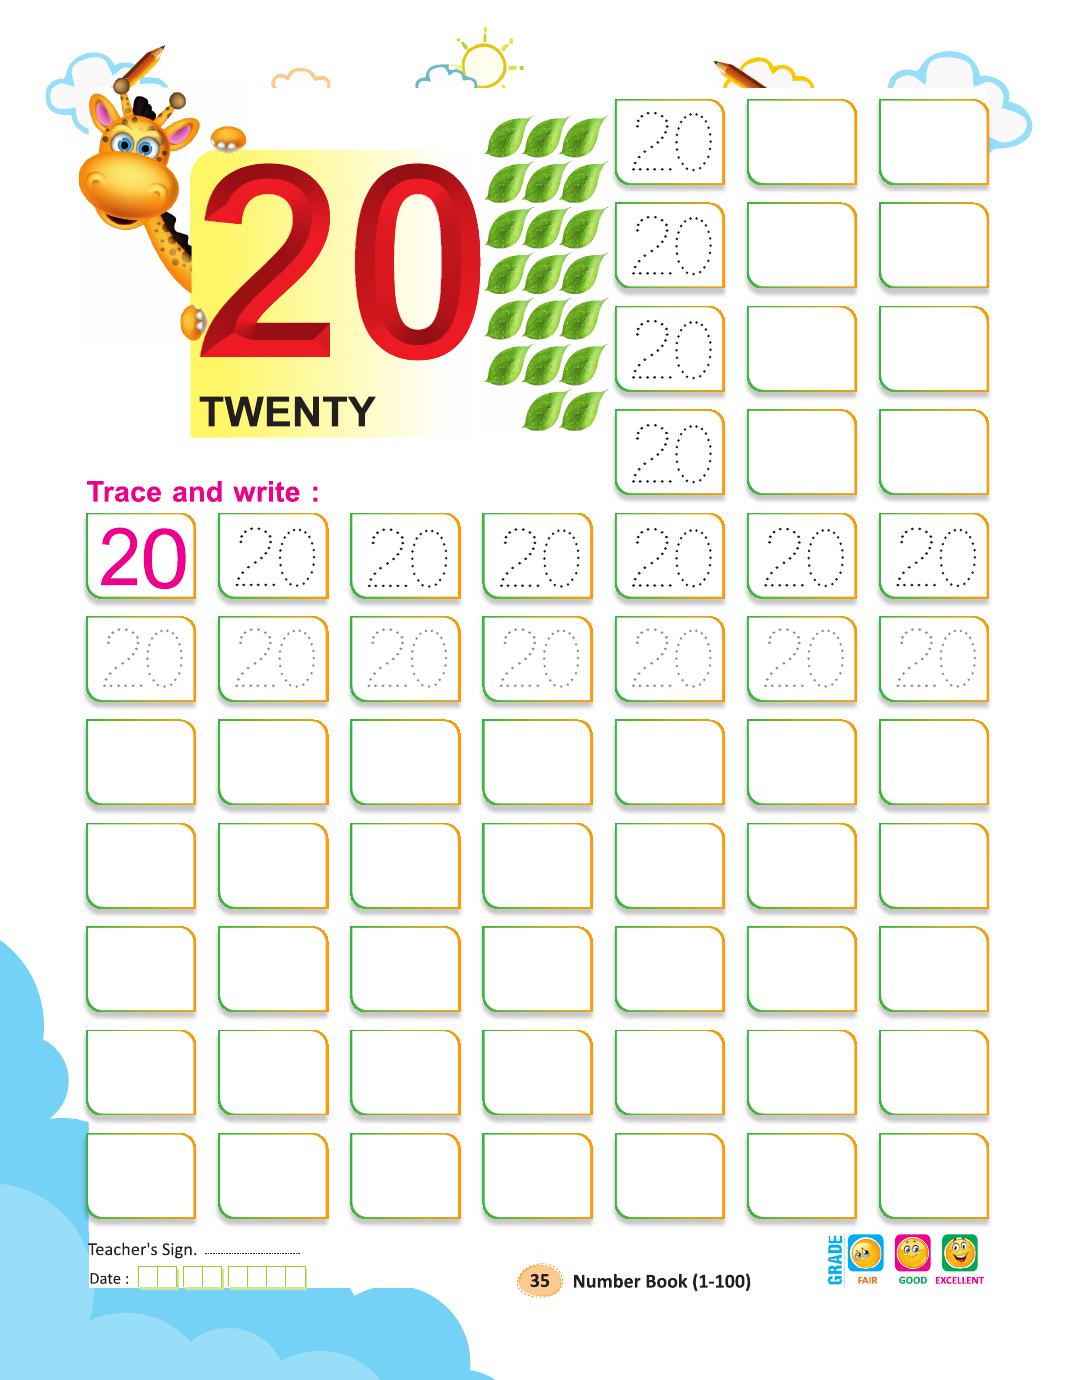 20
TWENTY
20
20
20
20
Trace and write :
20 20 20 20 20 20 20
20 20 20 20 20 20 20
Teacher's Sign. ..............................
Date :
35 Number Book (1-100)
GRADE
FAIR GOOD EXCELLENT